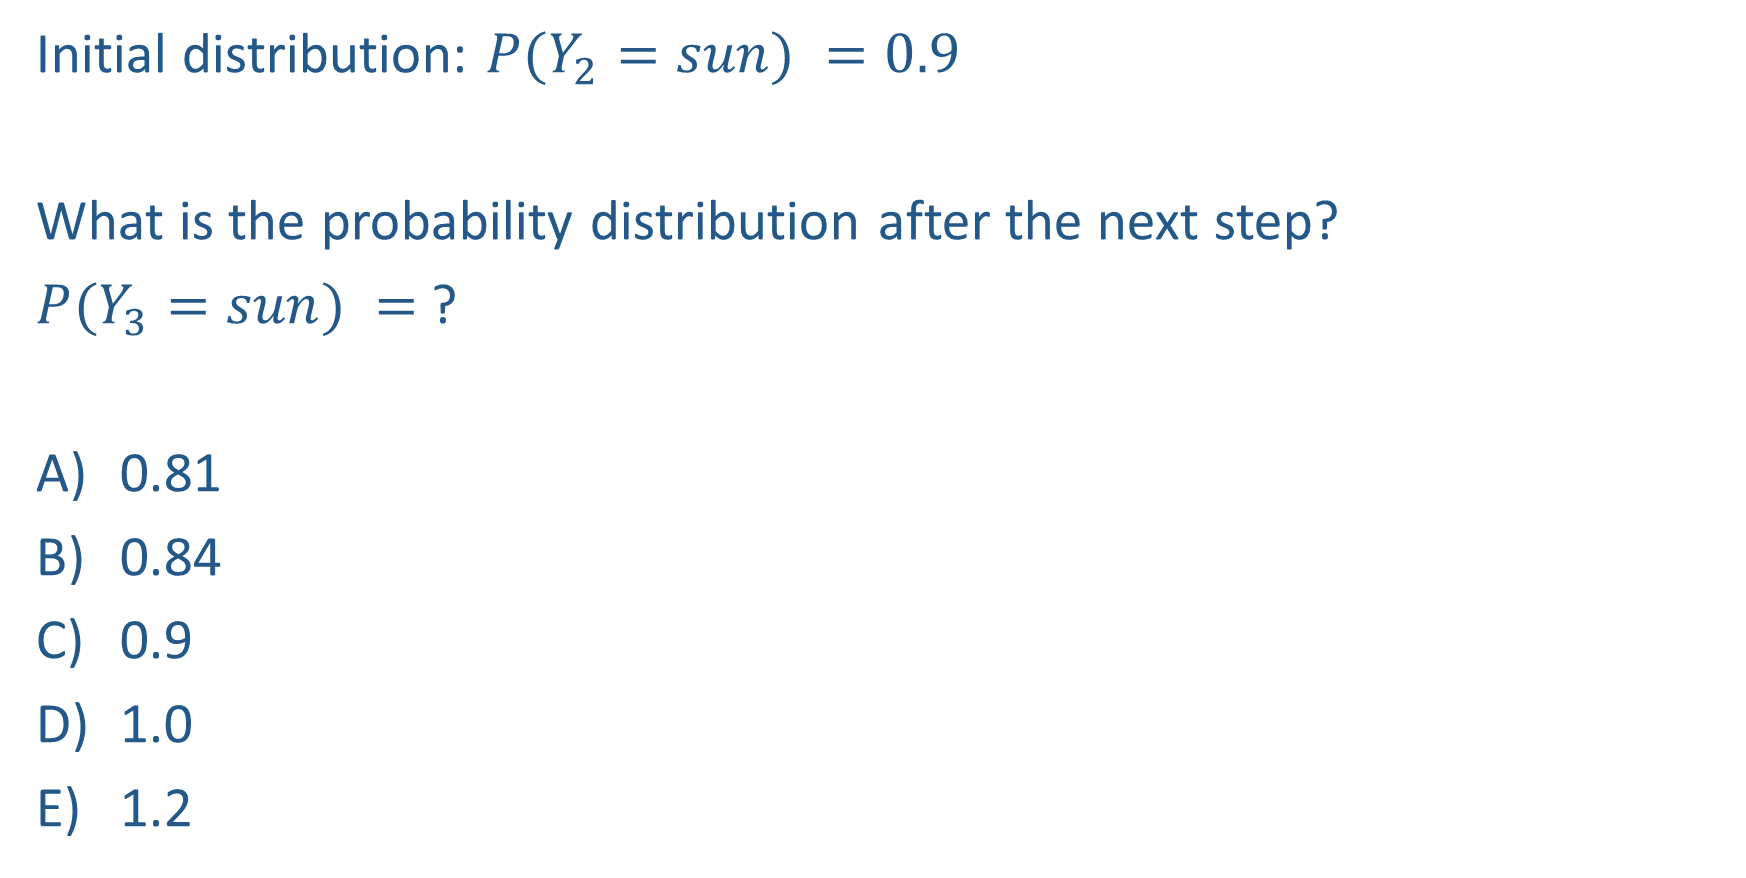 Initial distribution: P(Y₂ = sun) = 0.9
What is the probability distribution after the next step?
P(Y₃ = sun) = ?
A) 0.81
B) 0.84
C) 0.9
D) 1.0
E) 1.2